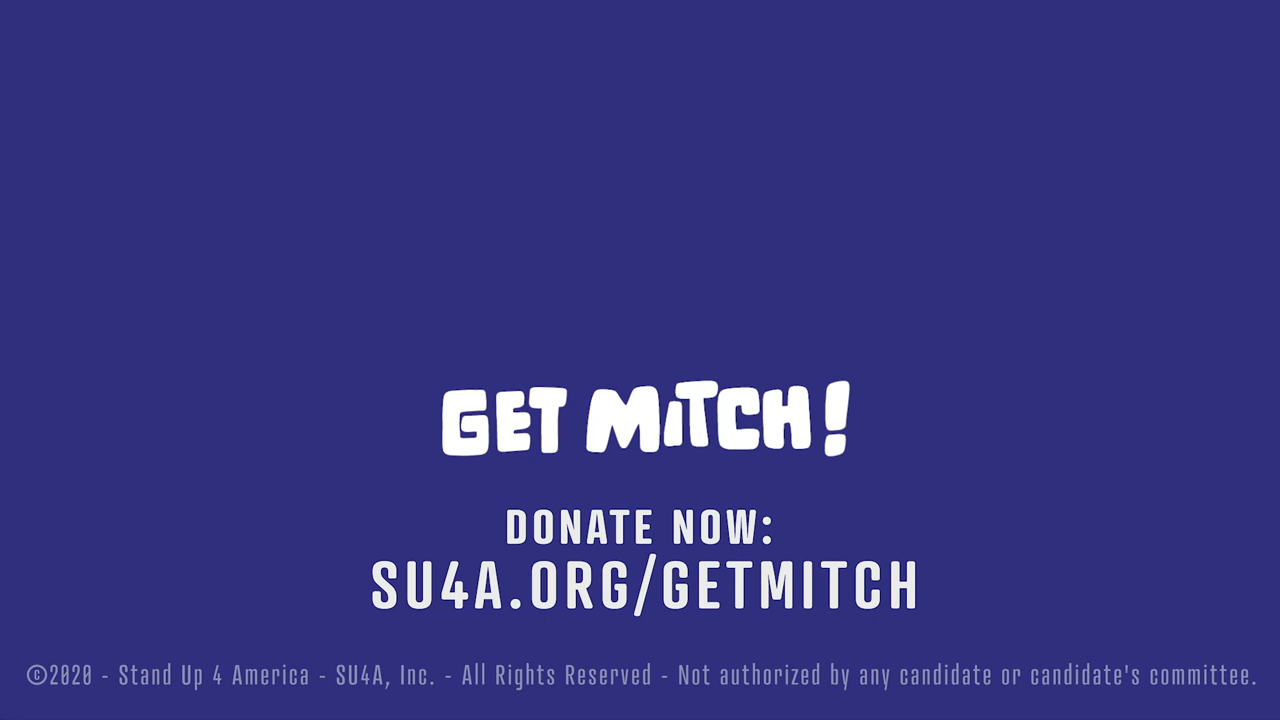 GET MiTCH!
DONATE NOW:
SU4A.ORG/GETMITCH
©2020 - Stand Up 4 America - SU4A, Inc. - All Rights Reserved - Not authorized by any candidate or candidate's committee.